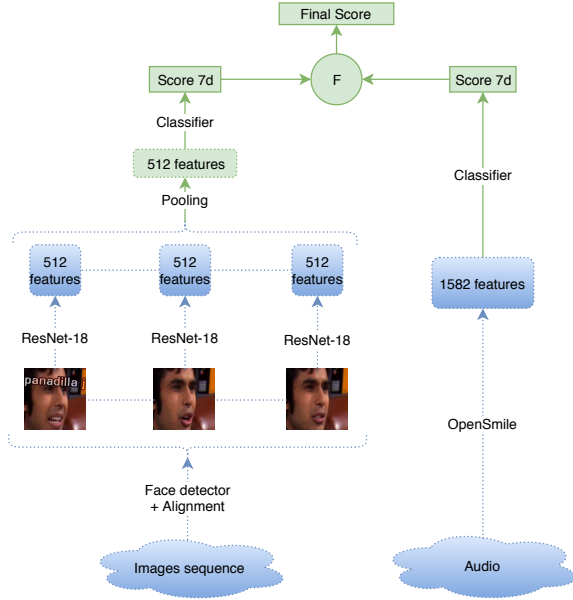 Final Score
Score 7d
F
Score 7d
Classifier
512 features
Classifier
Pooling
512
features
512
features
512
features
1582 features
ResNet-18
ResNet-18
ResNet-18
panadilla j
OpenSmile
Face detector
+ Alignment
Images sequence
Audio